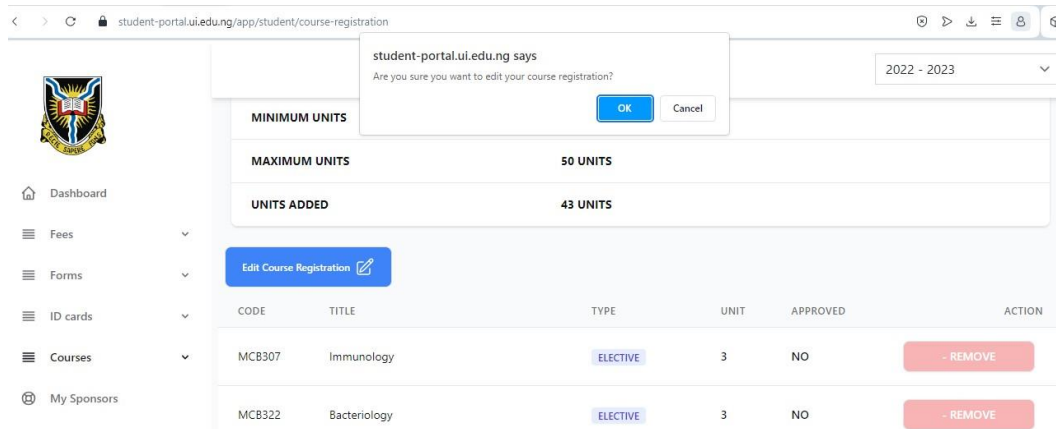 student-portal.ui.edu.ng/app/student/course-registration
student-portal.ui.edu.ng says
Are you sure you want to edit your course registration?
OK Cancel
2022 - 2023
MINIMUM UNITS
MAXIMUM UNITS 50 UNITS
UNITS ADDED 43 UNITS
Dashboard
Fees
Forms
ID cards
Courses
My Sponsors
Edit Course Registration
CODE TITLE TYPE UNIT APPROVED ACTION
MCB307 Immunology ELECTIVE 3 NO - REMOVE
MCB322 Bacteriology ELECTIVE 3 NO - REMOVE